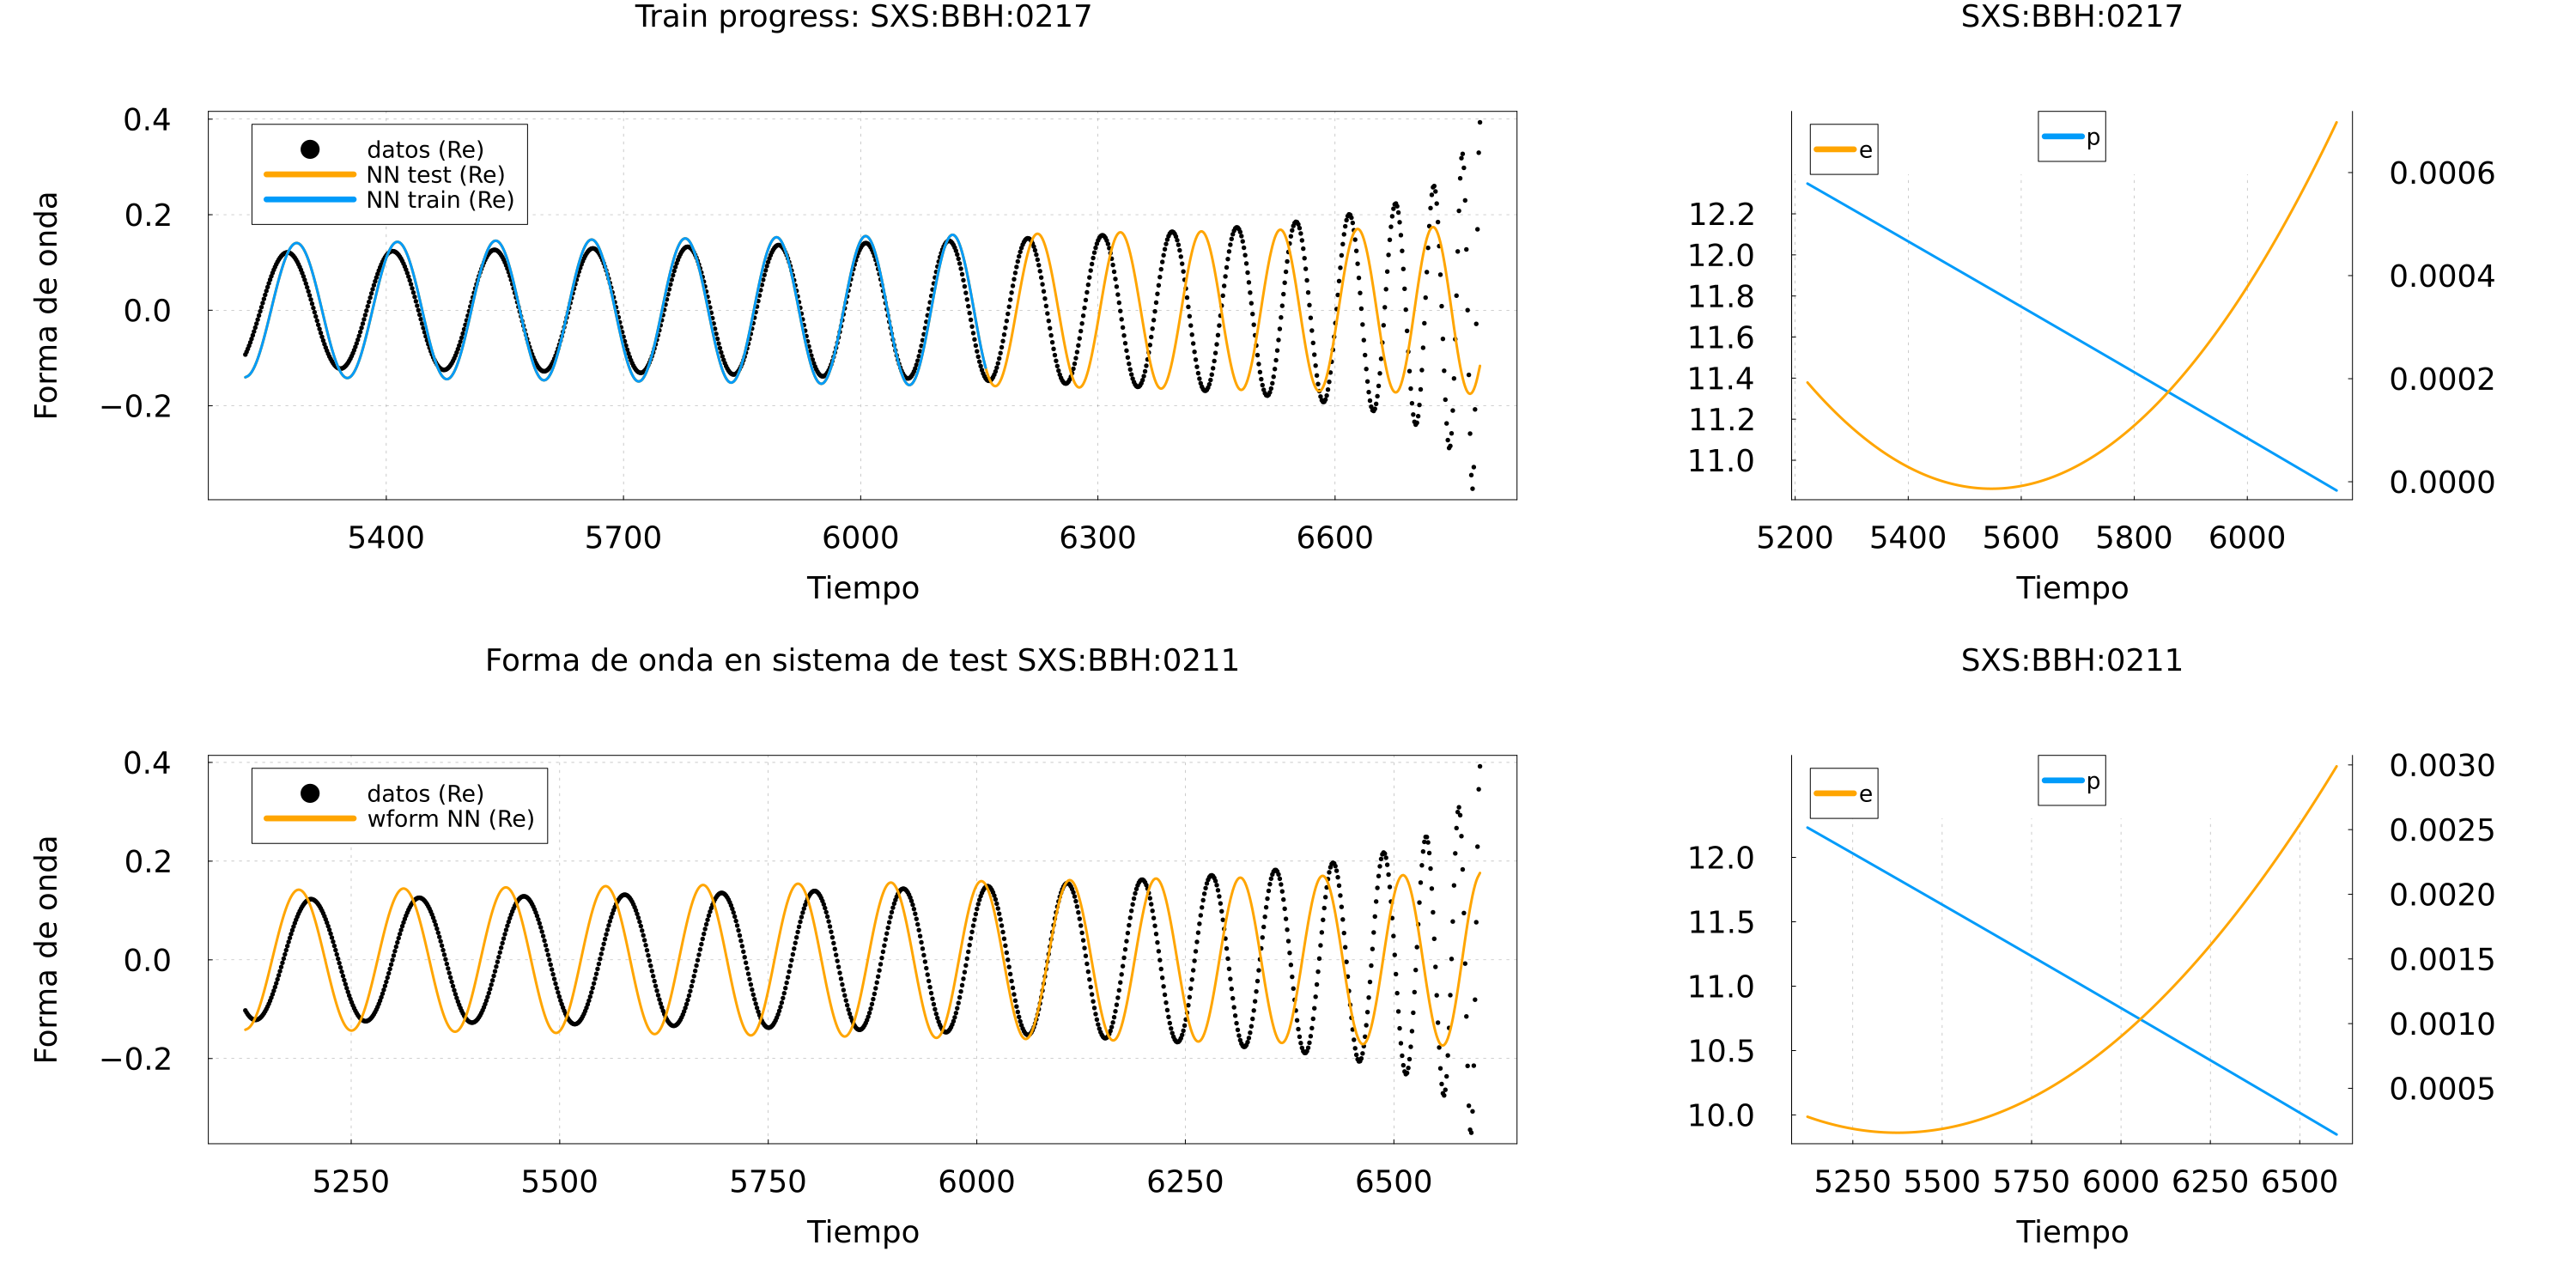 Train progress: SXS:BBH:0217
datos (Re)
NN test (Re)
NN train (Re)
Forma de onda
0.4
0.2
0.0
−0.2
5400 5700 6000 6300 6600
Tiempo
SXS:BBH:0217
e
p
12.2
12.0
11.8
11.6
11.4
11.2
11.0
0.0006
0.0004
0.0002
0.0000
5200 5400 5600 5800 6000
Tiempo
Forma de onda en sistema de test SXS:BBH:0211
datos (Re)
wform NN (Re)
Forma de onda
0.4
0.2
0.0
−0.2
5250 5500 5750 6000 6250 6500
Tiempo
SXS:BBH:0211
e
p
12.0
11.5
11.0
10.5
10.0
0.0030
0.0025
0.0020
0.0015
0.0010
0.0005
5250 5500 5750 6000 6250 6500
Tiempo